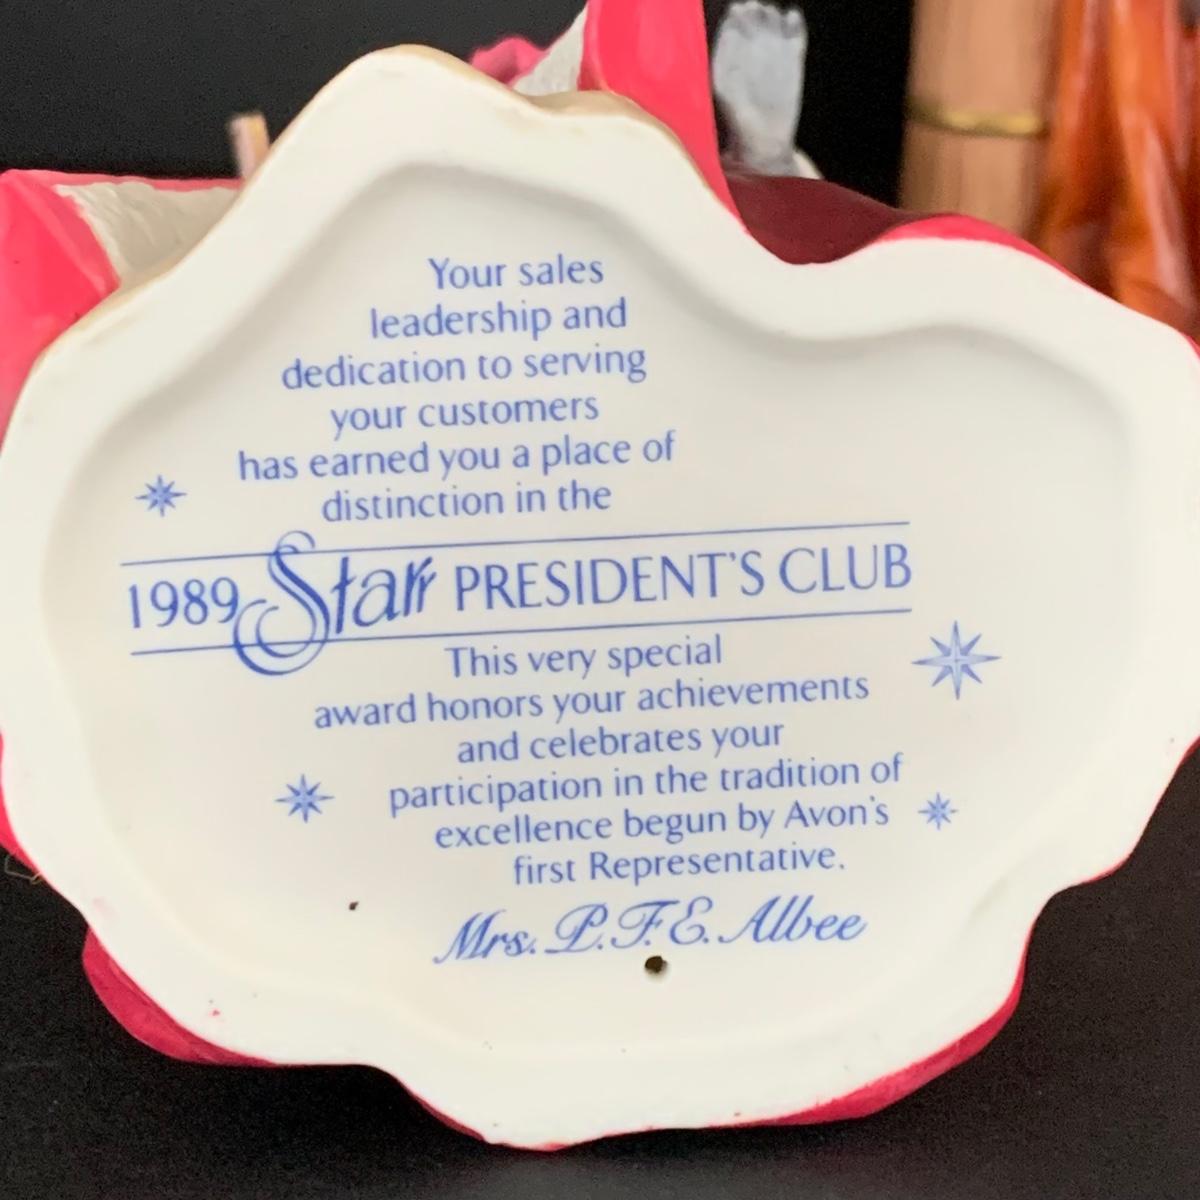 Your sales
leadership and
dedication to serving
your customers
has earned you a place of
distinction in the
1989 Starr PRESIDENT'S CLUB
This very special
award honors your achievements
and celebrates your
participation in the tradition of
excellence begun by Avon's
first Representative.
Mrs. P.F.E. Albee